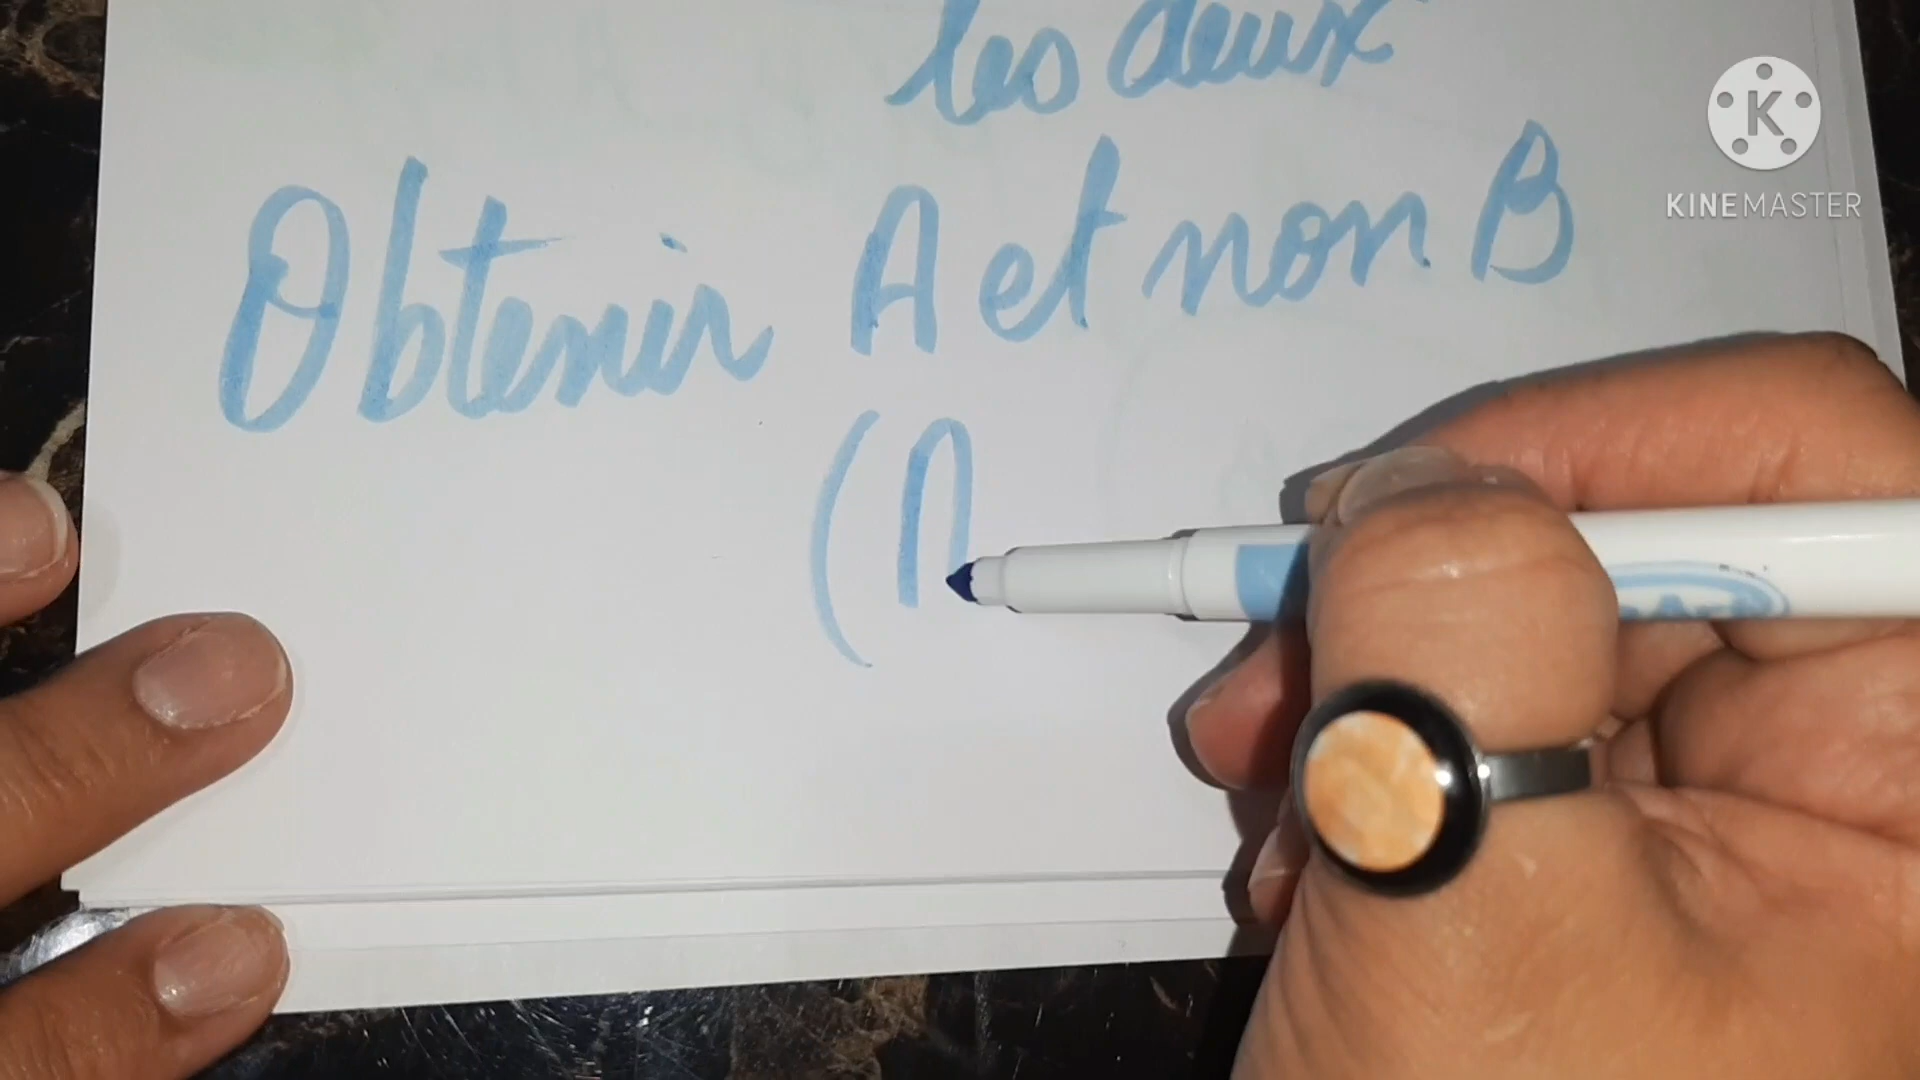 les deux
Obtenir A et non B
(
K
KINEMASTER